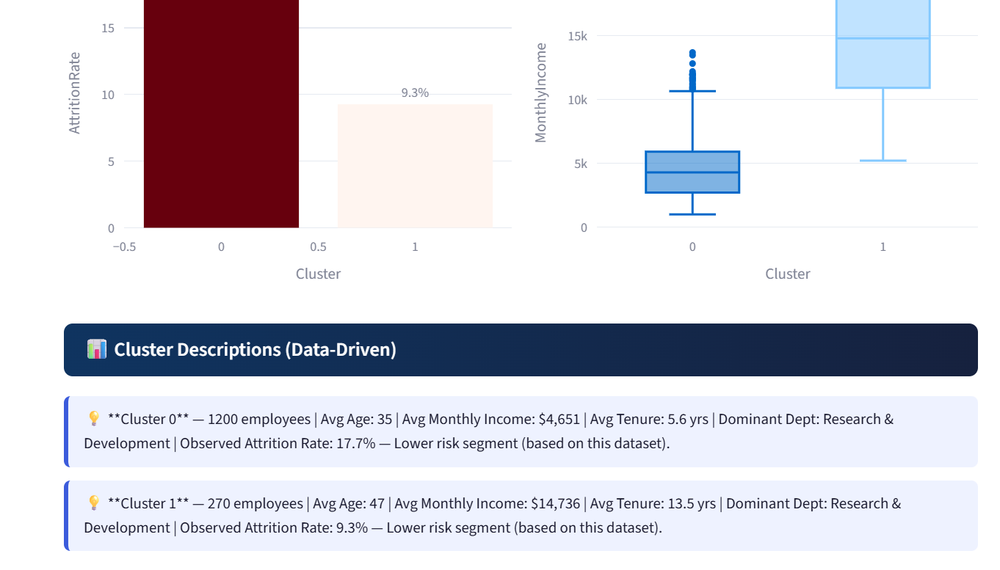 15
10
5
0
AttritionRate
9.3%
−0.5
0
0.5
1
Cluster
15k
10k
5k
0
MonthlyIncome
0
1
Cluster
📊 Cluster Descriptions (Data-Driven)
💡 **Cluster 0** — 1200 employees | Avg Age: 35 | Avg Monthly Income: $4,651 | Avg Tenure: 5.6 yrs | Dominant Dept: Research &
Development | Observed Attrition Rate: 17.7% — Lower risk segment (based on this dataset).
💡 **Cluster 1** — 270 employees | Avg Age: 47 | Avg Monthly Income: $14,736 | Avg Tenure: 13.5 yrs | Dominant Dept: Research &
Development | Observed Attrition Rate: 9.3% — Lower risk segment (based on this dataset).